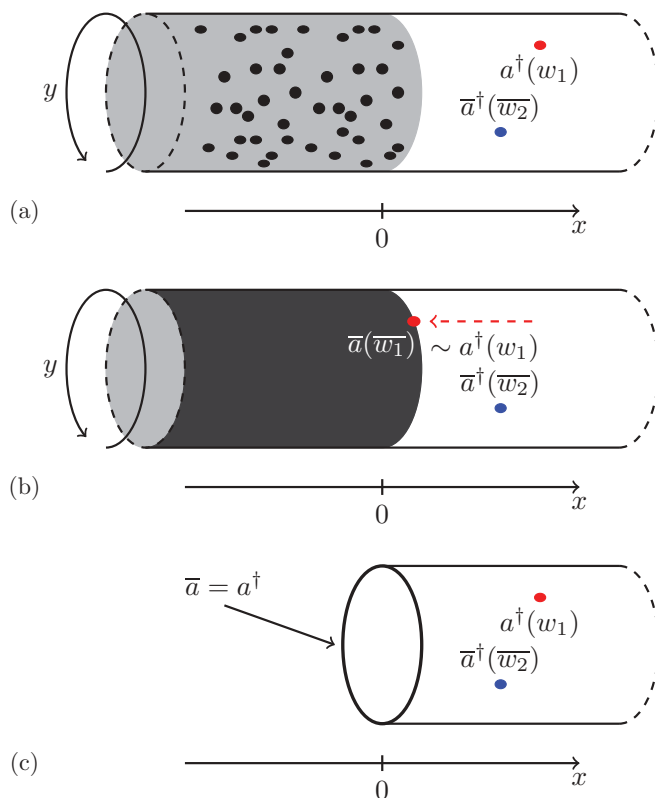 y
a†(w₁)
a̅†(w̅₂)
(a)
0
x
y
a̅(w̅₁) ∼ a†(w₁)
a̅†(w̅₂)
(b)
0
x
a̅ = a†
a†(w₁)
a̅†(w̅₂)
(c)
0
x